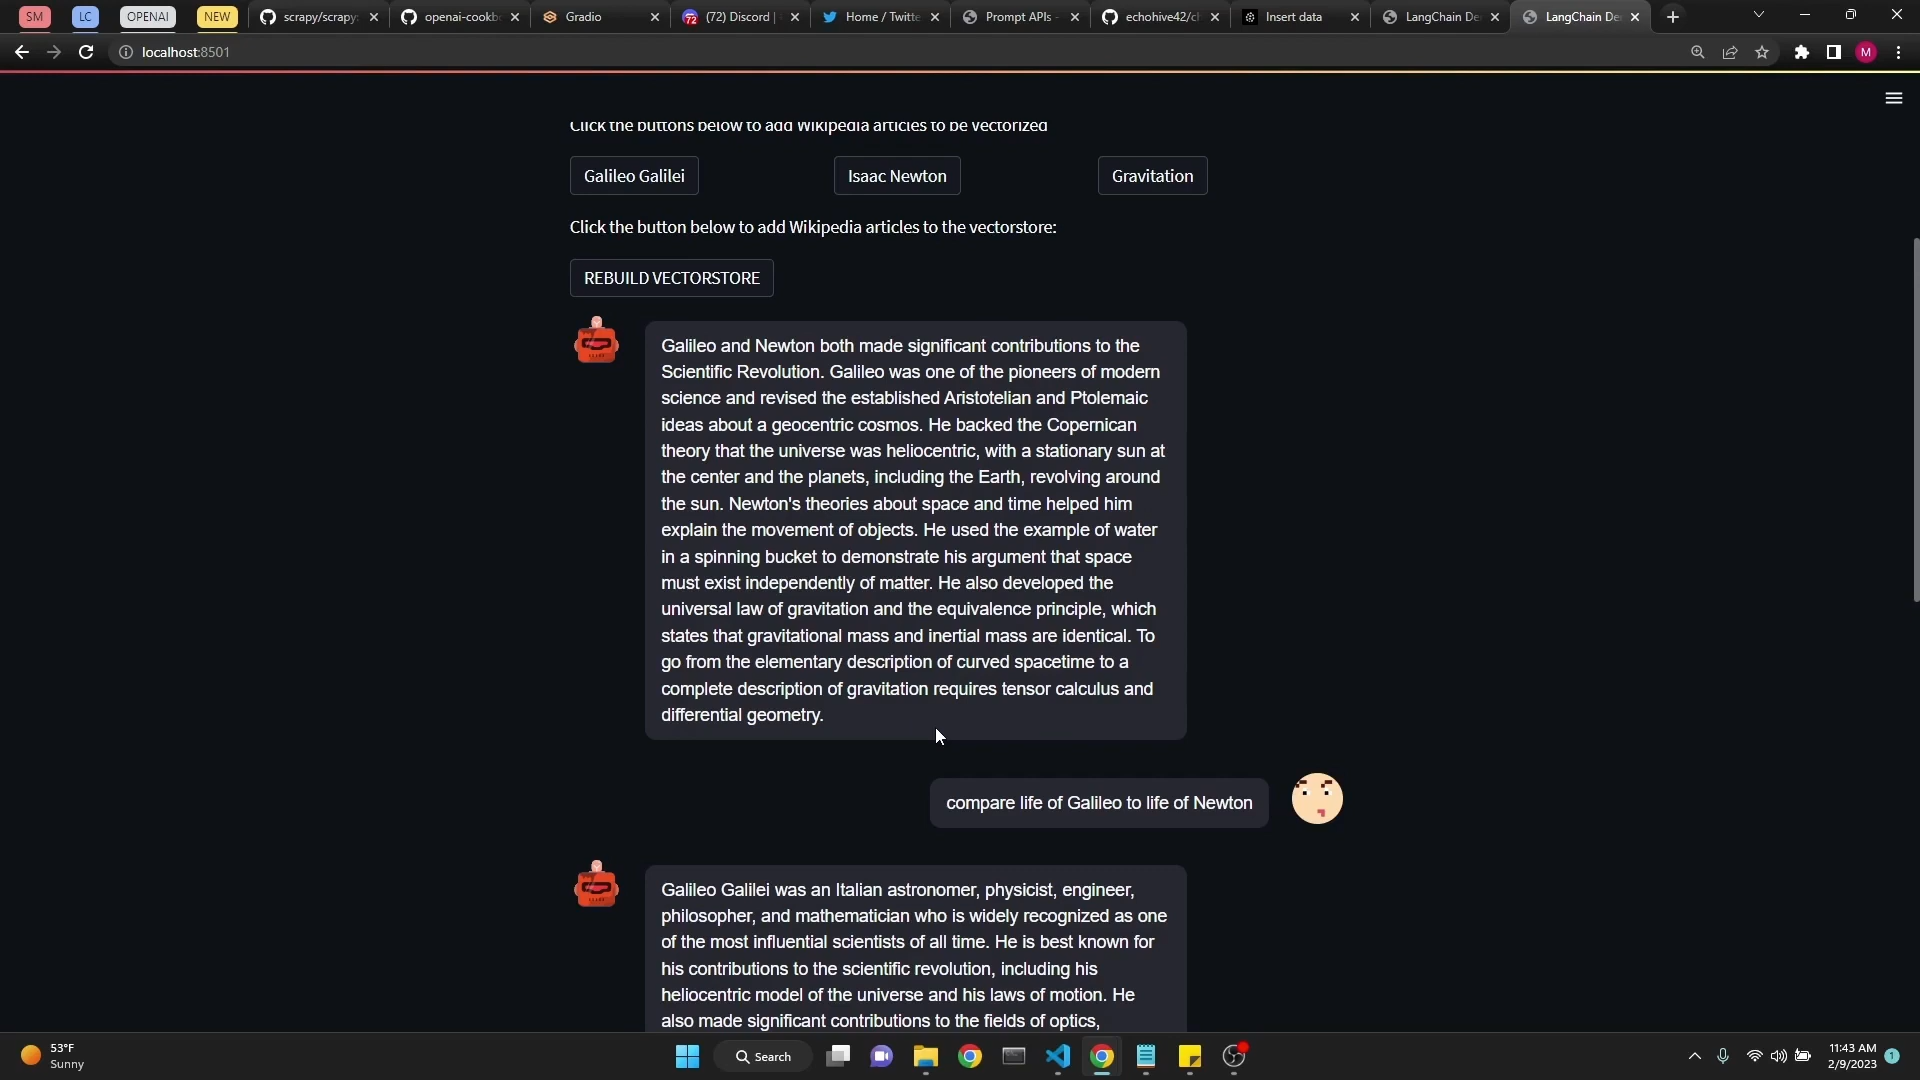 SM
LC
OPENAI
NEW
scrapy/scrapy:
openai-cookb
Gradio
(72) Discord |
Home / Twitte
Prompt APIs -
echohive42/ch
Insert data
LangChain De
LangChain De
localhost:8501
M
Click the buttons below to add Wikipedia articles to be vectorized
Galileo Galilei
Isaac Newton
Gravitation
Click the button below to add Wikipedia articles to the vectorstore:
REBUILD VECTORSTORE
Galileo and Newton both made significant contributions to the
Scientific Revolution. Galileo was one of the pioneers of modern
science and revised the established Aristotelian and Ptolemaic
ideas about a geocentric cosmos. He backed the Copernican
theory that the universe was heliocentric, with a stationary sun at
the center and the planets, including the Earth, revolving around
the sun. Newton's theories about space and time helped him
explain the movement of objects. He used the example of water
in a spinning bucket to demonstrate his argument that space
must exist independently of matter. He also developed the
universal law of gravitation and the equivalence principle, which
states that gravitational mass and inertial mass are identical. To
go from the elementary description of curved spacetime to a
complete description of gravitation requires tensor calculus and
differential geometry.
compare life of Galileo to life of Newton
Galileo Galilei was an Italian astronomer, physicist, engineer,
philosopher, and mathematician who is widely recognized as one
of the most influential scientists of all time. He is best known for
his contributions to the scientific revolution, including his
heliocentric model of the universe and his laws of motion. He
also made significant contributions to the fields of optics,
53°F
Sunny
Search
11:43 AM
2/9/2023
1